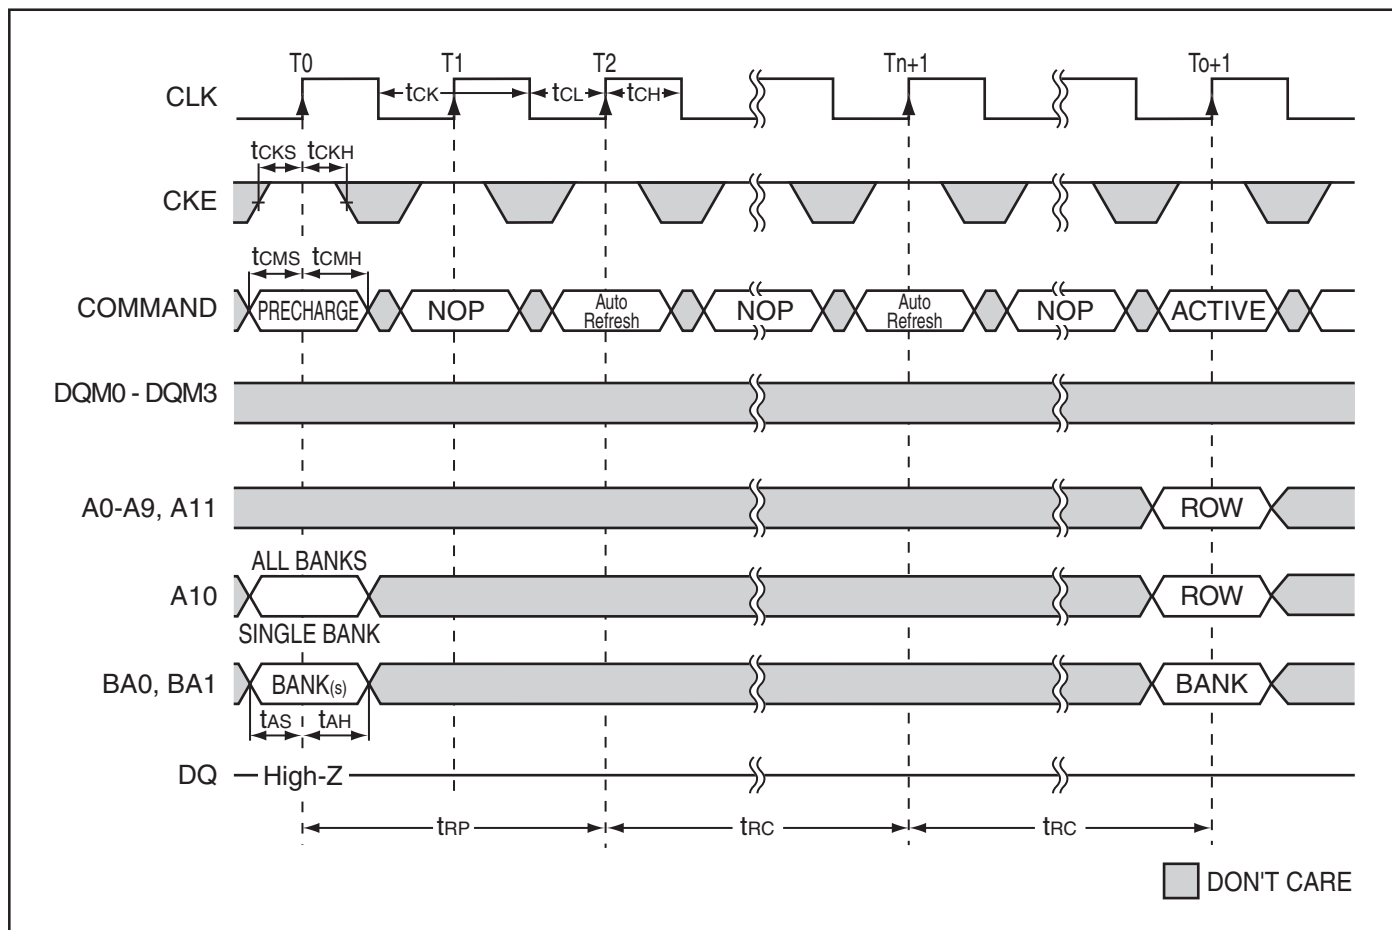 T0 T1 T2 Tn+1 To+1
CLK tCK tCL tCH
tCKS tCKH
CKE
tCMS tCMH
COMMAND PRECHARGE NOP Auto Refresh NOP Auto Refresh NOP ACTIVE
DQM0 - DQM3
A0-A9, A11 ROW
ALL BANKS
A10 ROW
SINGLE BANK
BA0, BA1 BANK(s) BANK
tAS tAH
DQ High-Z
tRP tRC tRC
DON'T CARE